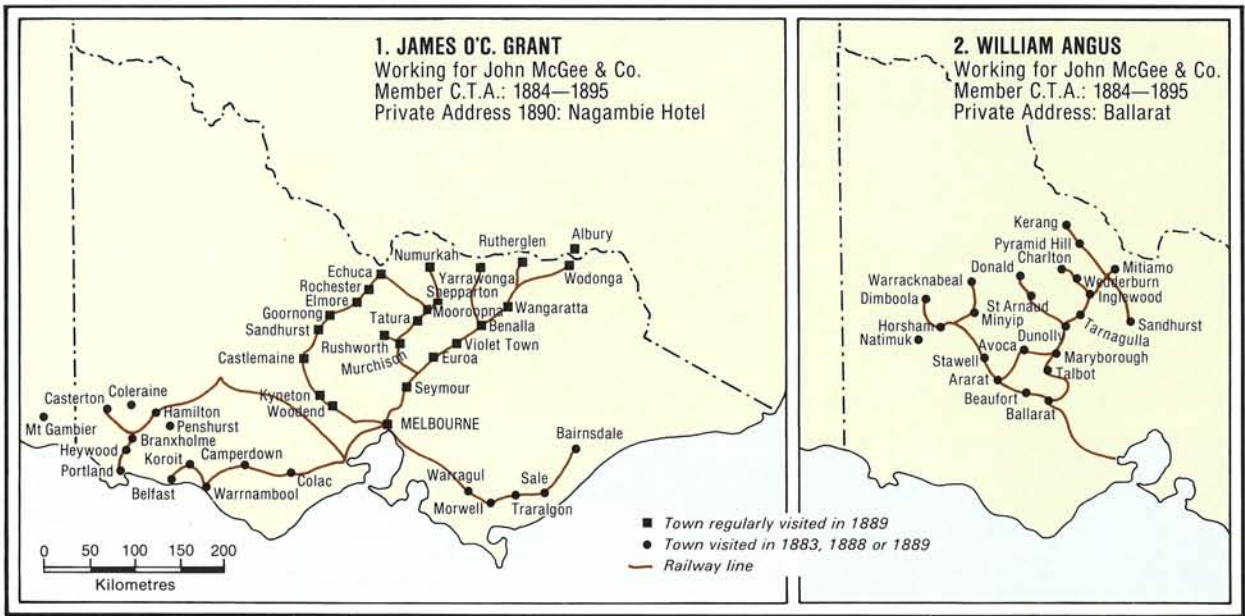 1. JAMES O'C. GRANT
Working for John McGee & Co.
Member C.T.A.: 1884—1895
Private Address 1890: Nagambie Hotel
Albury
Rutherglen
Numurkah
Yarrawonga
Wodonga
Echuca
Rochester
Shepparton
Elmore
Mooroopna
Wangaratta
Goornong
Tatura
Benalla
Sandhurst
Rushworth
Violet Town
Murchison
Euroa
Castlemaine
Seymour
Kyneton
Woodend
MELBOURNE
Casterton
Coleraine
Hamilton
Mt Gambier
Penshurst
Branxholme
Heywood
Koroit
Camperdown
Portland
Belfast
Warrnambool
Colac
Bairnsdale
Warragul
Sale
Morwell
Traralgon
0 50 100 150 200
Kilometres
■ Town regularly visited in 1889
● Town visited in 1883, 1888 or 1889
Railway line
2. WILLIAM ANGUS
Working for John McGee & Co.
Member C.T.A.: 1884—1895
Private Address: Ballarat
Kerang
Pyramid Hill
Charlton
Donald
Mitiamo
Warracknabeal
Wedderburn
Dimboola
St Arnaud
Inglewood
Minyip
Horsham
Dunolly
Tarnagulla
Sandhurst
Natimuk
Avoca
Stawell
Maryborough
Talbot
Ararat
Beaufort
Ballarat